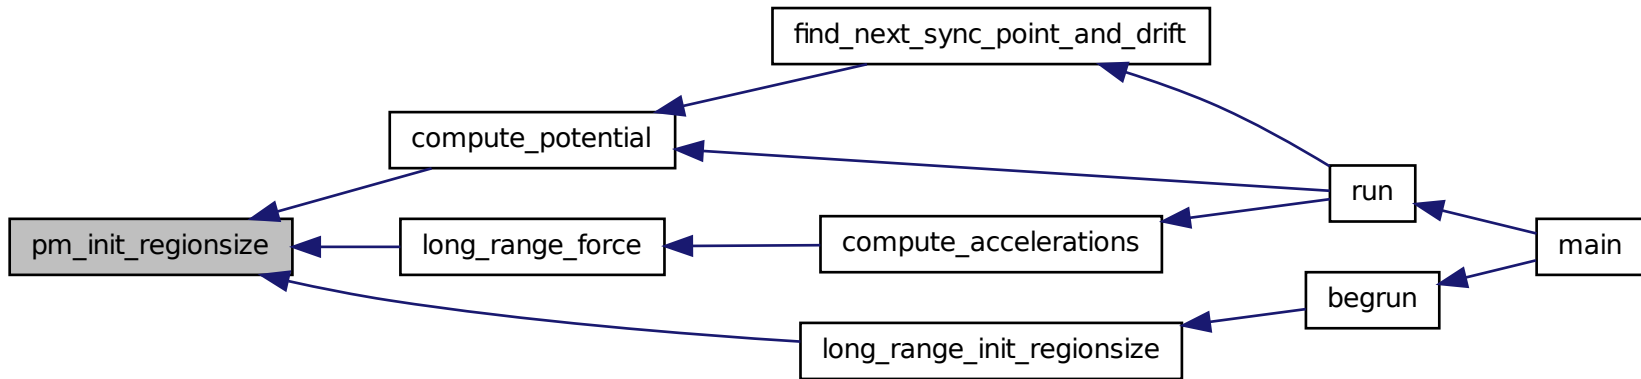 find_next_sync_point_and_drift
compute_potential
run
pm_init_regionsize
long_range_force
compute_accelerations
main
begrun
long_range_init_regionsize